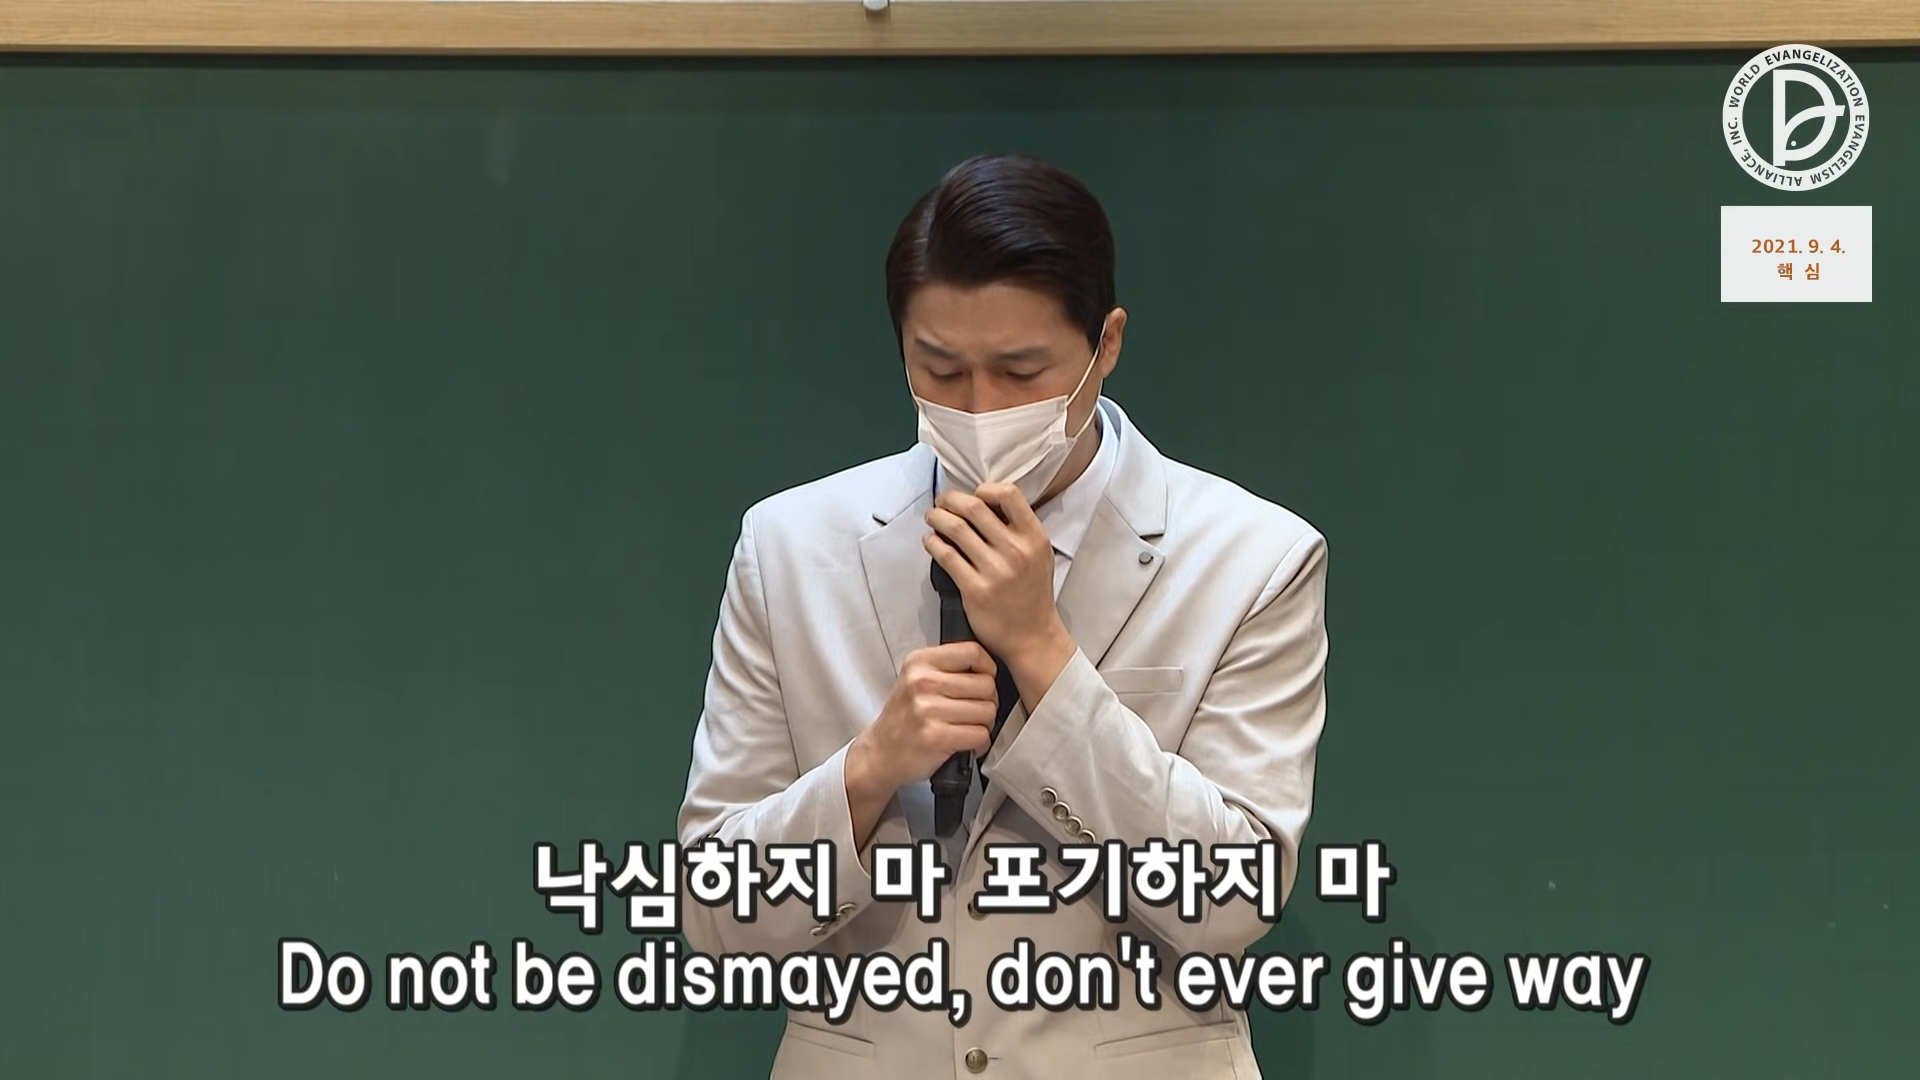 WORLD EVANGELIZATION EVANGELISM ALLIANCE, INC.
2021. 9. 4.
핵 심
낙심하지 마 포기하지 마
Do not be dismayed, don't ever give way